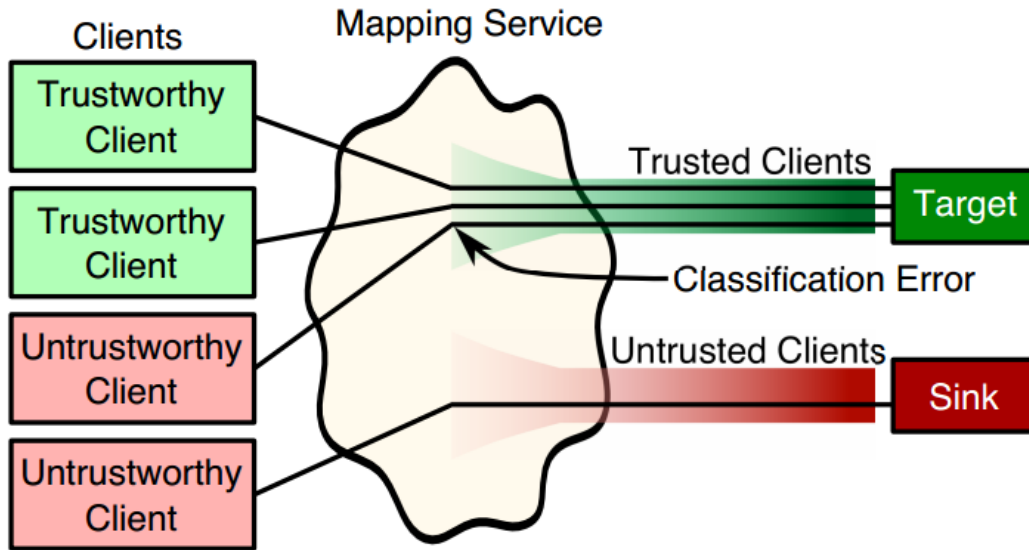 Clients
Mapping Service
Trustworthy
Client
Trustworthy
Client
Untrustworthy
Client
Untrustworthy
Client
Trusted Clients
Target
Classification Error
Untrusted Clients
Sink